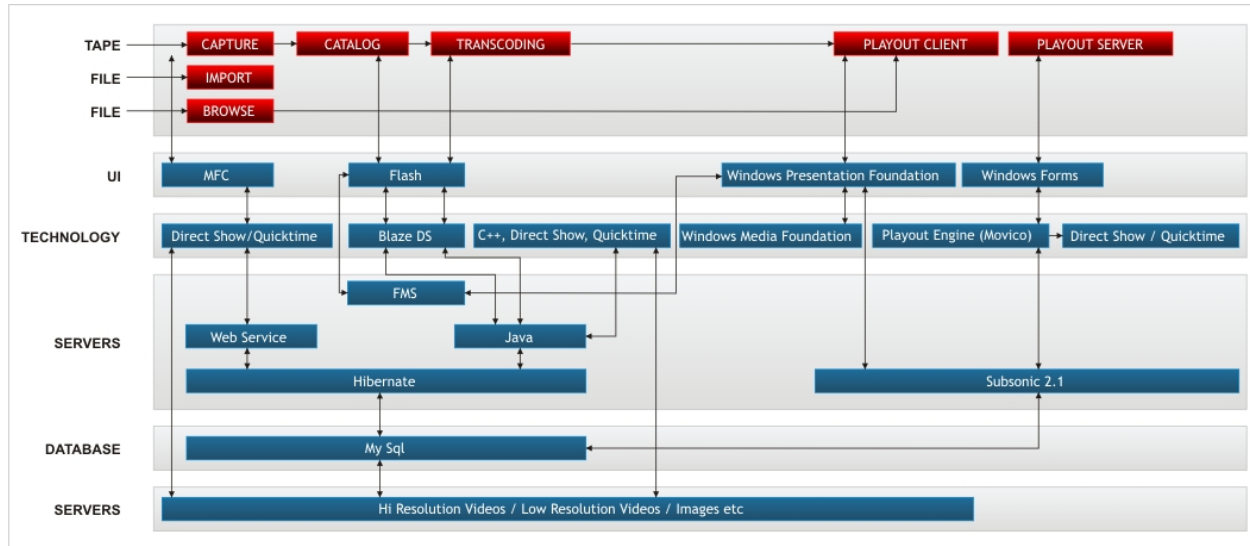 TAPE CAPTURE CATALOG TRANSCODING PLAYOUT CLIENT PLAYOUT SERVER
FILE IMPORT
FILE BROWSE
UI MFC Flash Windows Presentation Foundation Windows Forms
TECHNOLOGY Direct Show/Quicktime Blaze DS C++, Direct Show, Quicktime Windows Media Foundation Playout Engine (Movico) Direct Show / Quicktime
FMS
SERVERS Web Service Java
Hibernate Subsonic 2.1
DATABASE My Sql
SERVERS Hi Resolution Videos / Low Resolution Videos / Images etc